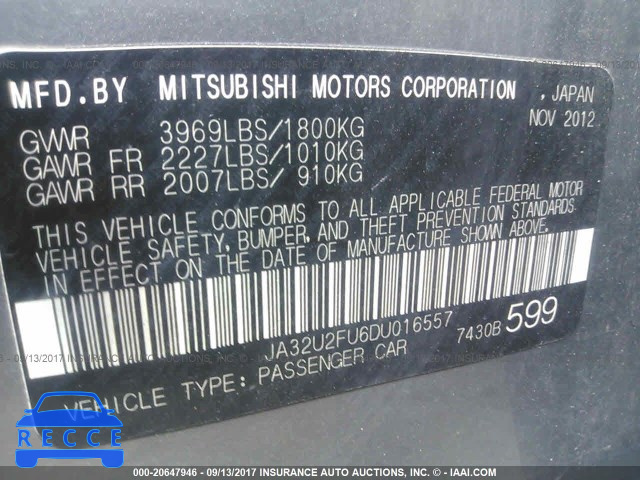 MFD.BY MITSUBISHI MOTORS CORPORATION , JAPAN
NOV 2012
GVWR 3969LBS/1800KG
GAWR FR 2227LBS/1010KG
GAWR RR 2007LBS/ 910KG
THIS VEHICLE CONFORMS TO ALL APPLICABLE FEDERAL MOTOR
VEHICLE SAFETY, BUMPER, AND THEFT PREVENTION STANDARDS
IN EFFECT ON THE DATE OF MANUFACTURE SHOWN ABOVE.
JA32U2FU6DU016557 7430B 599
VEHICLE TYPE: PASSENGER CAR
RECCE
000-20647946 - 09/13/2017 INSURANCE AUTO AUCTIONS, INC. - © IAAI.COM